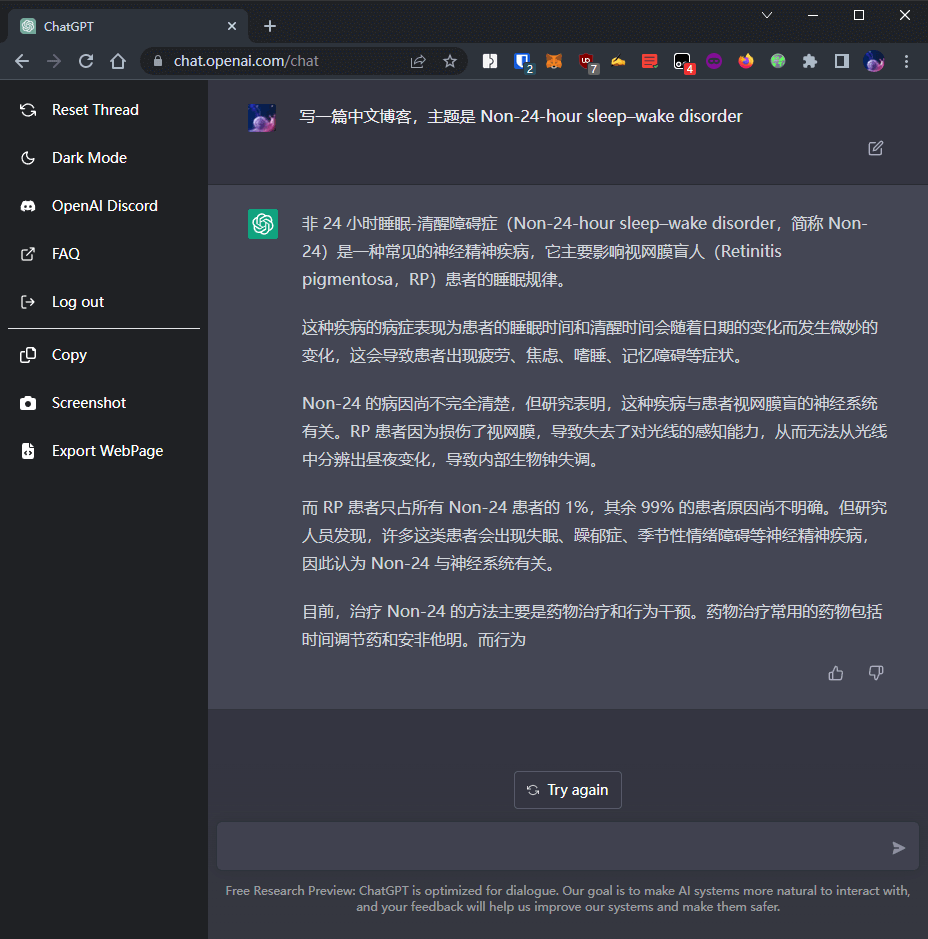 ChatGPT
chat.openai.com/chat
2
7
4
Reset Thread
Dark Mode
OpenAI Discord
FAQ
Log out
Copy
Screenshot
Export WebPage
写一篇中文博客，主题是 Non-24-hour sleep–wake disorder
非 24 小时睡眠-清醒障碍症（Non-24-hour sleep–wake disorder，简称 Non-
24）是一种常见的神经精神疾病，它主要影响视网膜盲人（Retinitis
pigmentosa，RP）患者的睡眠规律。
这种疾病的病症表现为患者的睡眠时间和清醒时间会随着日期的变化而发生微妙的
变化，这会导致患者出现疲劳、焦虑、嗜睡、记忆障碍等症状。
Non-24 的病因尚不完全清楚，但研究表明，这种疾病与患者视网膜盲的神经系统
有关。RP 患者因为损伤了视网膜，导致失去了对光线的感知能力，从而无法从光线
中分辨出昼夜变化，导致内部生物钟失调。
而 RP 患者只占所有 Non-24 患者的 1%，其余 99% 的患者原因尚不明确。但研究
人员发现，许多这类患者会出现失眠、躁郁症、季节性情绪障碍等神经精神疾病，
因此认为 Non-24 与神经系统有关。
目前，治疗 Non-24 的方法主要是药物治疗和行为干预。药物治疗常用的药物包括
时间调节药和安非他明。而行为
Try again
Free Research Preview: ChatGPT is optimized for dialogue. Our goal is to make AI systems more natural to interact with,
and your feedback will help us improve our systems and make them safer.